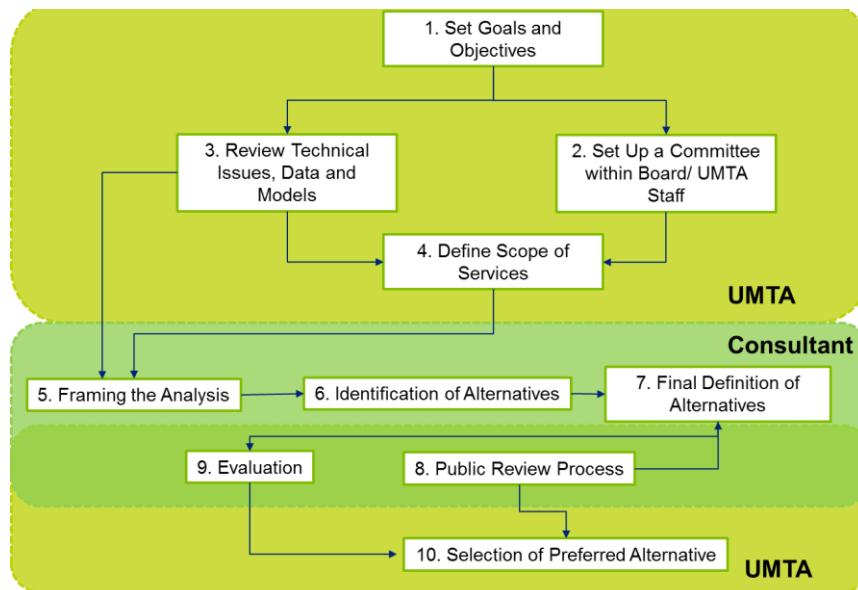 1. Set Goals and
Objectives
3. Review Technical
Issues, Data and
Models
2. Set Up a Committee
within Board/ UMTA
Staff
4. Define Scope of
Services
UMTA
Consultant
5. Framing the Analysis
6. Identification of Alternatives
7. Final Definition of
Alternatives
9. Evaluation
8. Public Review Process
10. Selection of Preferred Alternative
UMTA